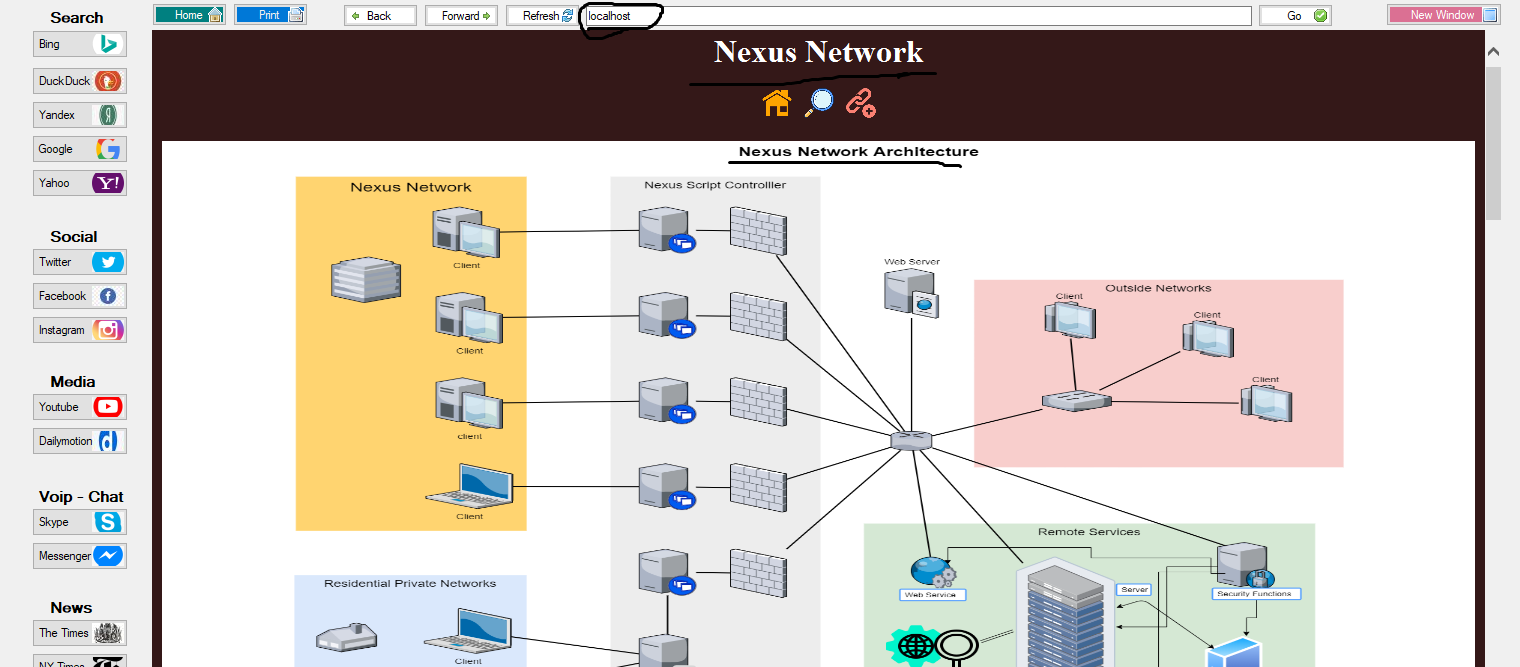 Search
Home
Print
Back
Forward
Refresh
localhost
Go
New Window
Bing
DuckDuck
Yandex
Google
Yahoo
Social
Twitter
Facebook
Instagram
Media
Youtube
Dailymotion
Voip - Chat
Skype
Messenger
News
The Times
NY Times
Nexus Network
Nexus Network Architecture
Nexus Network
Client
Client
client
Client
Nexus Script Controlller
Web Server
Outside Networks
Client
Client
Client
Residential Private Networks
Client
Remote Services
Web Service
Server
Security Functions